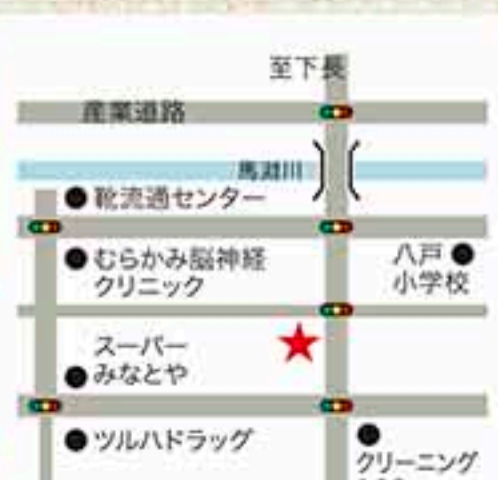 至下長
産業道路
馬淵川
靴流通センター
むらかみ脳神経
クリニック
八戸
小学校
スーパー
みなとや
ツルハドラッグ
クリーニング